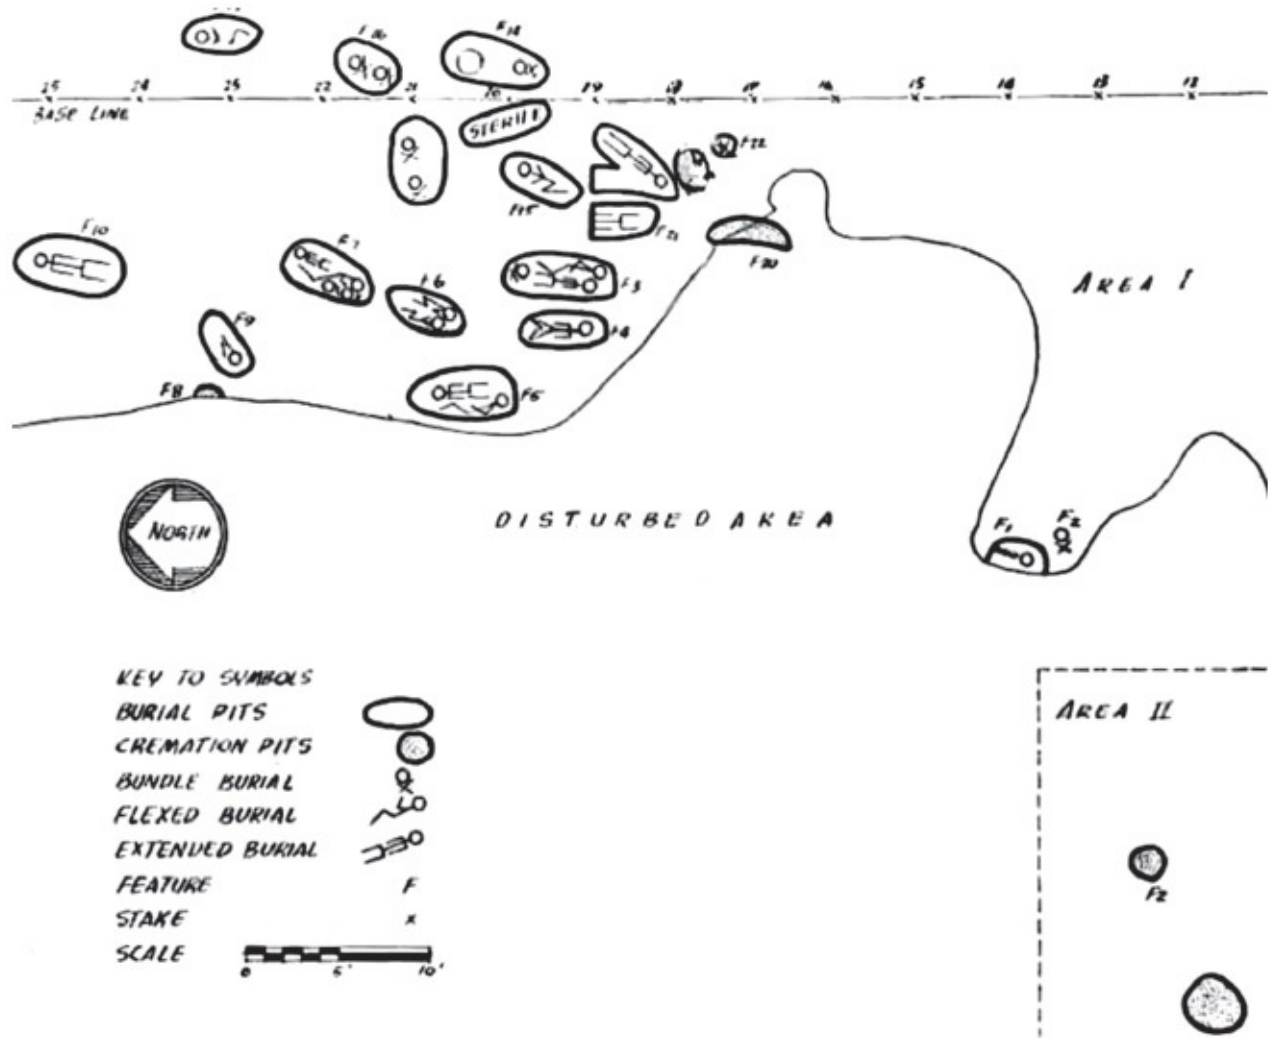 F18
25 24 23 22 21 20 19 18 17 16 15 14 13 12
BASE LINE
STERILE
F22
F15
F21
F10
F7
F20
F6
F3
AREA I
F9
F4
F8
F5
DISTURBED AREA
NORTH
F1 F2
KEY TO SYMBOLS
BURIAL PITS
CREMATION PITS
BUNDLE BURIAL
FLEXED BURIAL
EXTENDED BURIAL
FEATURE F
STAKE x
SCALE
0 5' 10'
AREA II
F2